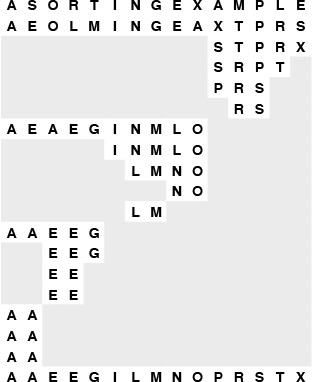 A S O R T I N G E X A M P L E
A E O L M I N G E A X T P R S
S T P R X
S R P T
P R S
R S
A E A E G I N M L O
I N M L O
L M N O
N O
L M
A A E E G
E E G
E E
E E
A A
A A
A A
A A E E G I L M N O P R S T X